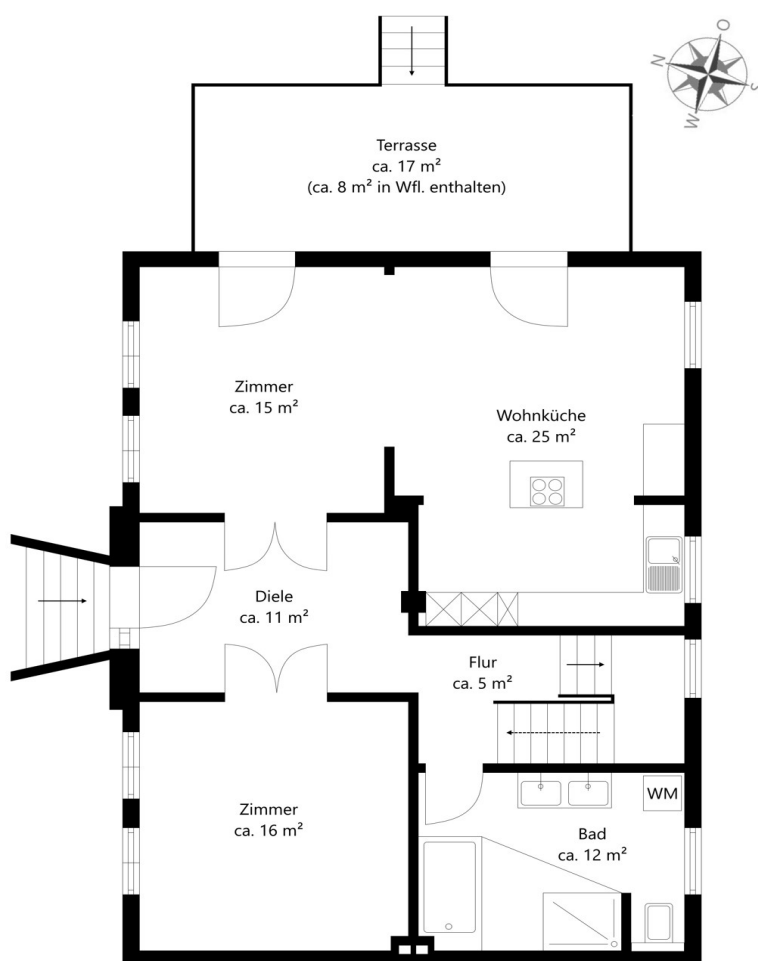 O
N
S
W
Terrasse
ca. 17 m²
(ca. 8 m² in Wfl. enthalten)
Zimmer
ca. 15 m²
Wohnküche
ca. 25 m²
Diele
ca. 11 m²
Flur
ca. 5 m²
Zimmer
ca. 16 m²
WM
Bad
ca. 12 m²